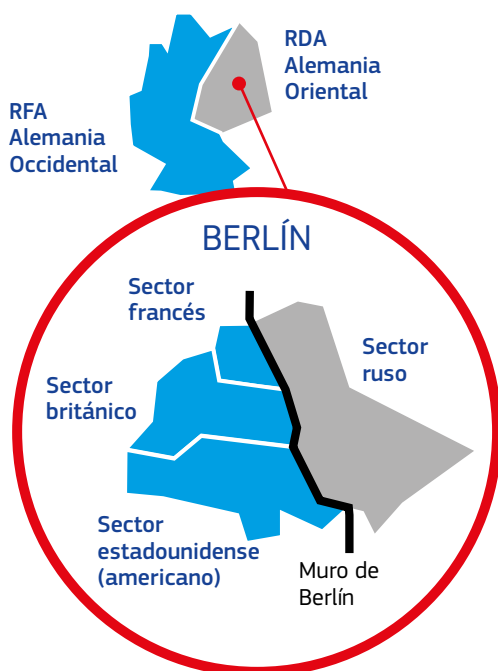 RDA
Alemania
Oriental
RFA
Alemania
Occidental
BERLÍN
Sector
francés
Sector
ruso
Sector
británico
Sector
estadounidense
(americano)
Muro de
Berlín